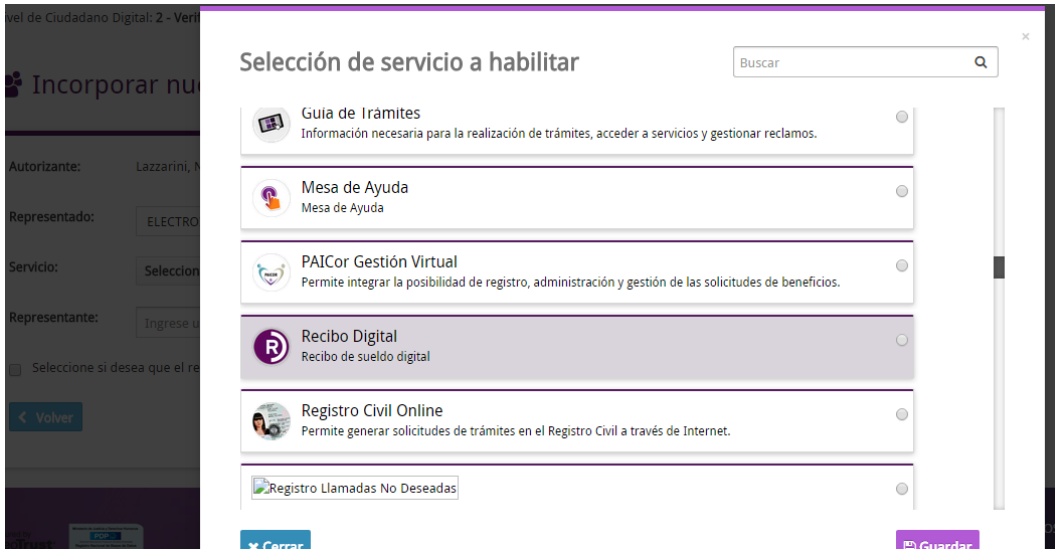 vel de Ciudadano Digital: 2 - Verif
Incorporar nue
Autorizante: Lazzarini, N
Representado: ELECTRO
Servicio: Seleccion
Representante: Ingrese u
Seleccione si desea que el re
Volver
×
Selección de servicio a habilitar
Buscar
Guía de Trámites
Información necesaria para la realización de trámites, acceder a servicios y gestionar reclamos.
Mesa de Ayuda
Mesa de Ayuda
PAICor Gestión Virtual
Permite integrar la posibilidad de registro, administración y gestión de las solicitudes de beneficios.
R
Recibo Digital
Recibo de sueldo digital
Registro Civil Online
Permite generar solicitudes de trámites en el Registro Civil a través de Internet.
Registro Llamadas No Deseadas
Cerrar
Guardar
PDP